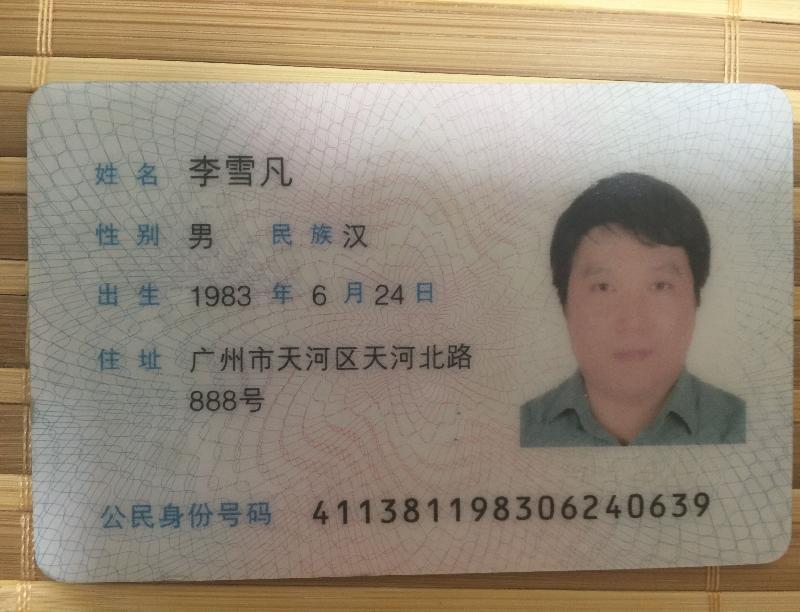 姓名 李雪凡
性别 男 民族 汉
出生 1983 年 6 月 24 日
住址 广州市天河区天河北路
888号
公民身份号码 411381198306240639